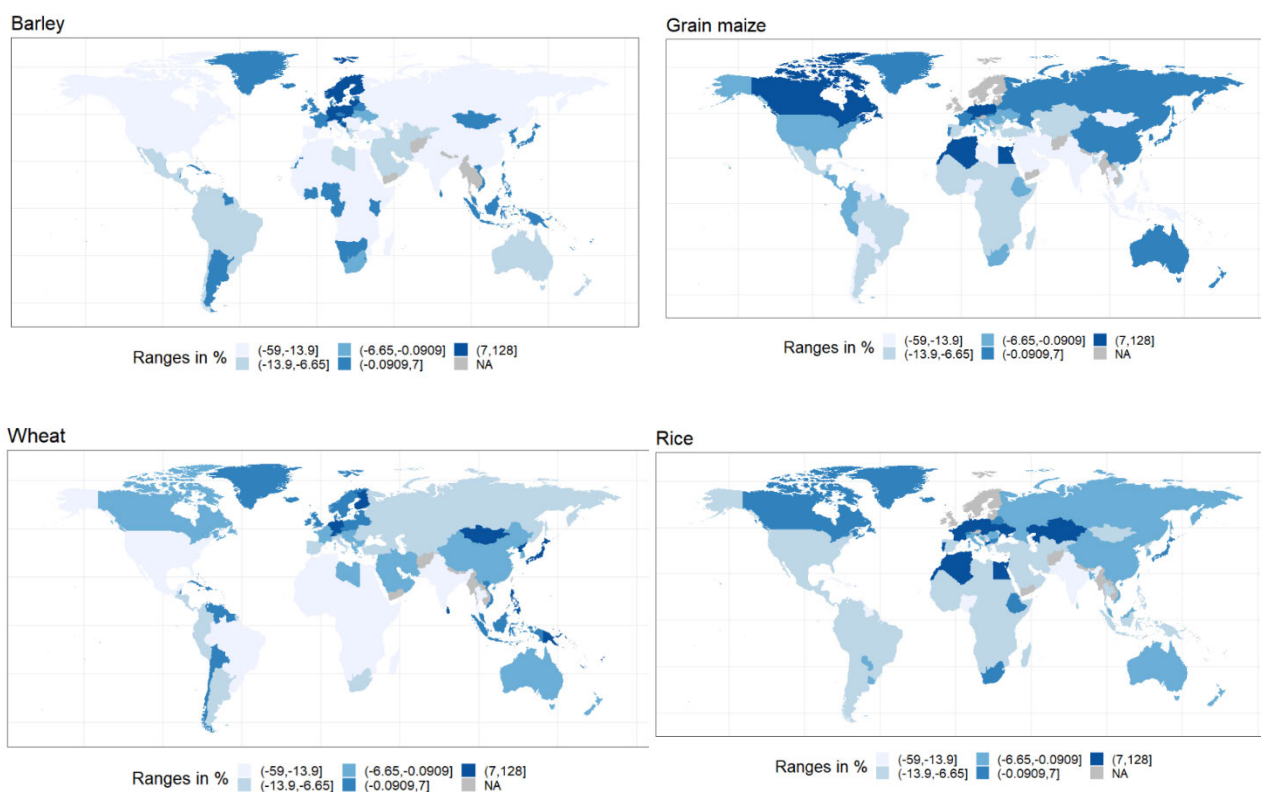 Barley
Ranges in % (-59,-13.9] (-6.65,-0.0909] (7,128]
(-13.9,-6.65] (-0.0909,7] NA
Grain maize
Ranges in % (-59,-13.9] (-6.65,-0.0909] (7,128]
(-13.9,-6.65] (-0.0909,7] NA
Wheat
Ranges in % (-59,-13.9] (-6.65,-0.0909] (7,128]
(-13.9,-6.65] (-0.0909,7] NA
Rice
Ranges in % (-59,-13.9] (-6.65,-0.0909] (7,128]
(-13.9,-6.65] (-0.0909,7] NA